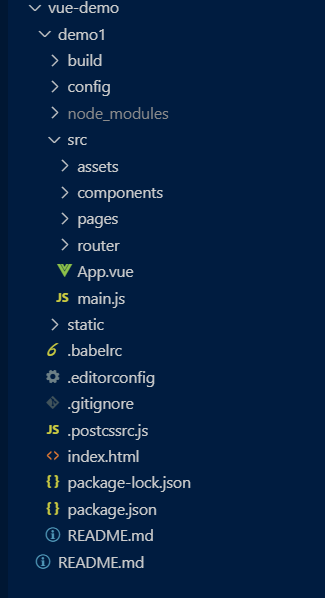 vue-demo
demo1
build
config
node_modules
src
assets
components
pages
router
App.vue
JS main.js
static
.babelrc
.editorconfig
.gitignore
JS .postcssrc.js
<> index.html
{} package-lock.json
{} package.json
README.md
README.md